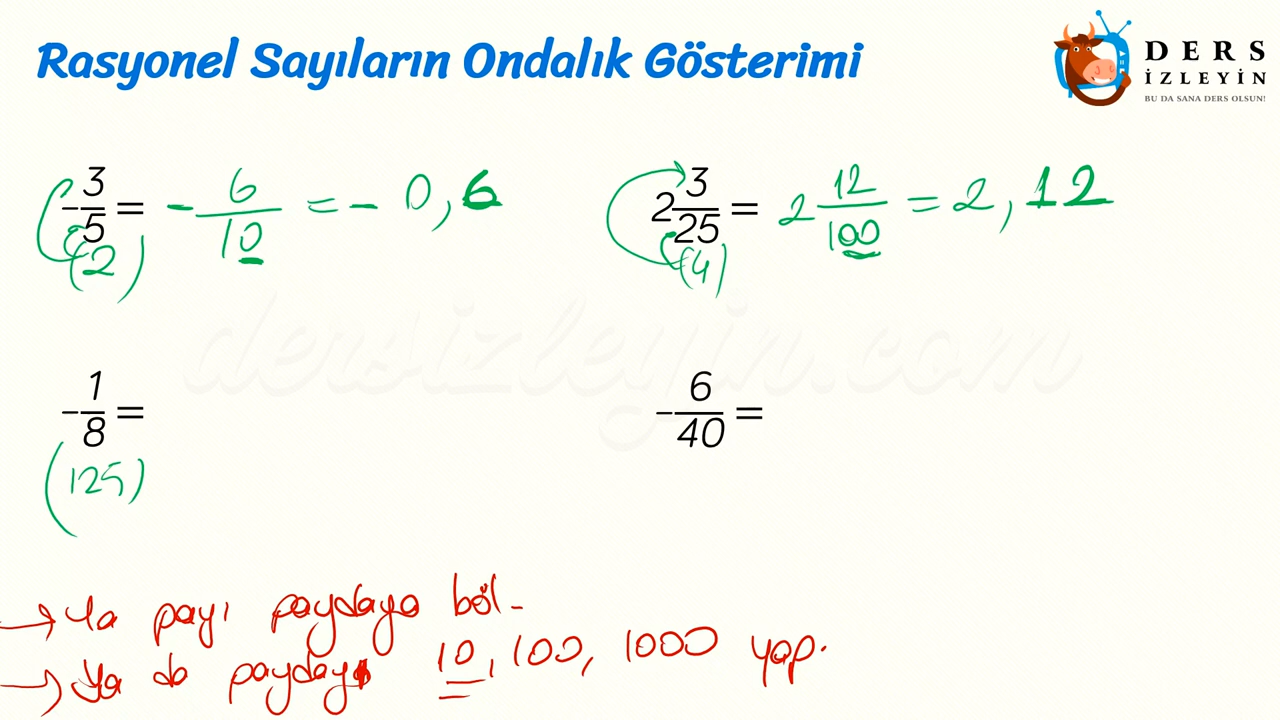 Rasyonel Sayıların Ondalık Gösterimi
DERS
İZLEYİN
BU DA SANA DERS OLSUN!
-3/5 = -6/10 = -0,6
(2)
2 3/25 = 2 12/100 = 2,12
(4)
dersizleyin.com
-1/8 =
(125)
-6/40 =
→ Ya payı paydaya böl.
→ Ya da paydayı 10, 100, 1000 yap.